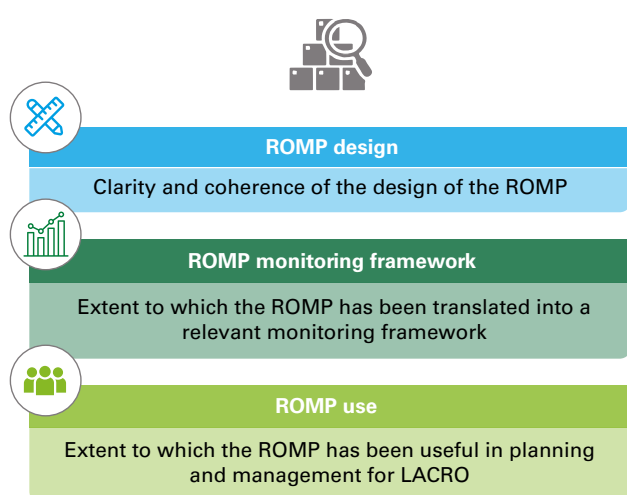 ROMP design
Clarity and coherence of the design of the ROMP
ROMP monitoring framework
Extent to which the ROMP has been translated into a
relevant monitoring framework
ROMP use
Extent to which the ROMP has been useful in planning
and management for LACRO